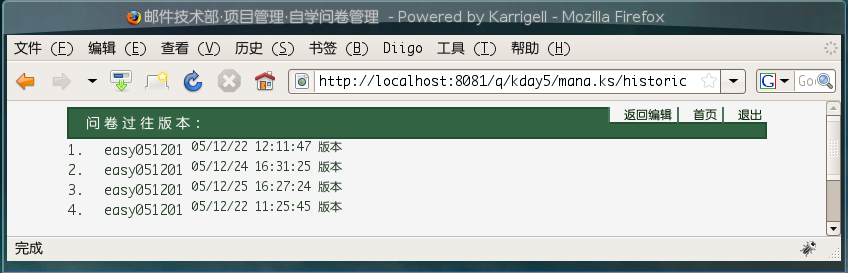 邮件技术部·项目管理·自学问卷管理 - Powered by Karrigell - Mozilla Firefox
文件 (F) 编辑 (E) 查看 (V) 历史 (S) 书签 (B) Diigo 工具 (T) 帮助 (H)
http://localhost:8081/q/kday5/mana.ks/historic G Goo
问卷过往版本: 返回编辑 首页 退出
1. easy051201 05/12/22 12:11:47 版本
2. easy051201 05/12/24 16:31:25 版本
3. easy051201 05/12/25 16:27:24 版本
4. easy051201 05/12/22 11:25:45 版本
完成